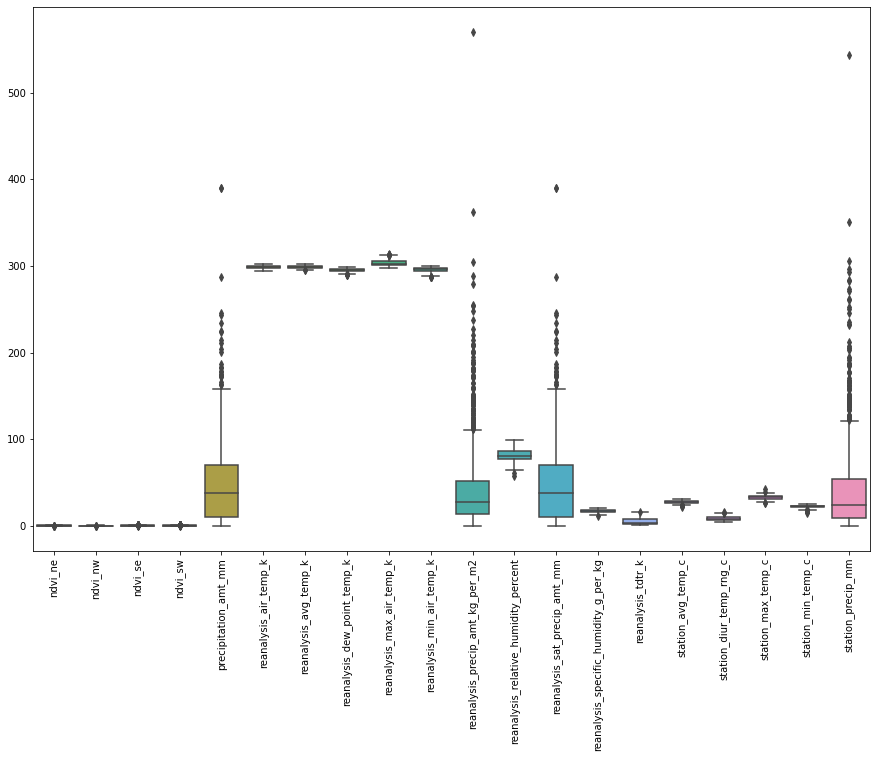 500
400
300
200
100
0
ndvi_ne
ndvi_nw
ndvi_se
ndvi_sw
precipitation_amt_mm
reanalysis_air_temp_k
reanalysis_avg_temp_k
reanalysis_dew_point_temp_k
reanalysis_max_air_temp_k
reanalysis_min_air_temp_k
reanalysis_precip_amt_kg_per_m2
reanalysis_relative_humidity_percent
reanalysis_sat_precip_amt_mm
reanalysis_specific_humidity_g_per_kg
reanalysis_tdtr_k
station_avg_temp_c
station_diur_temp_rng_c
station_max_temp_c
station_min_temp_c
station_precip_mm